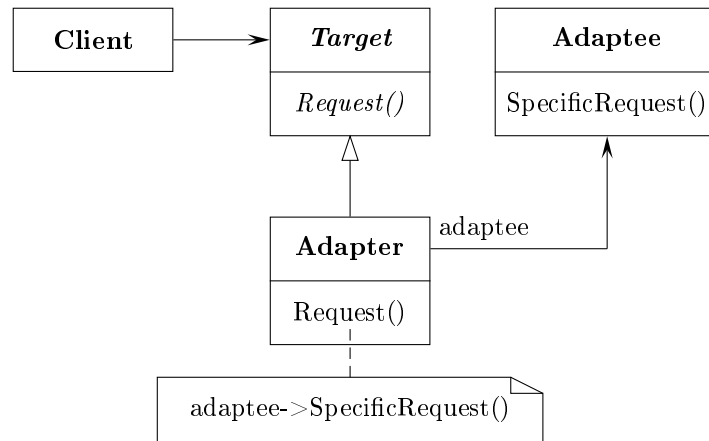 Client
Target
Adaptee
Request()
SpecificRequest()
adaptee
Adapter
Request()
adaptee->SpecificRequest()